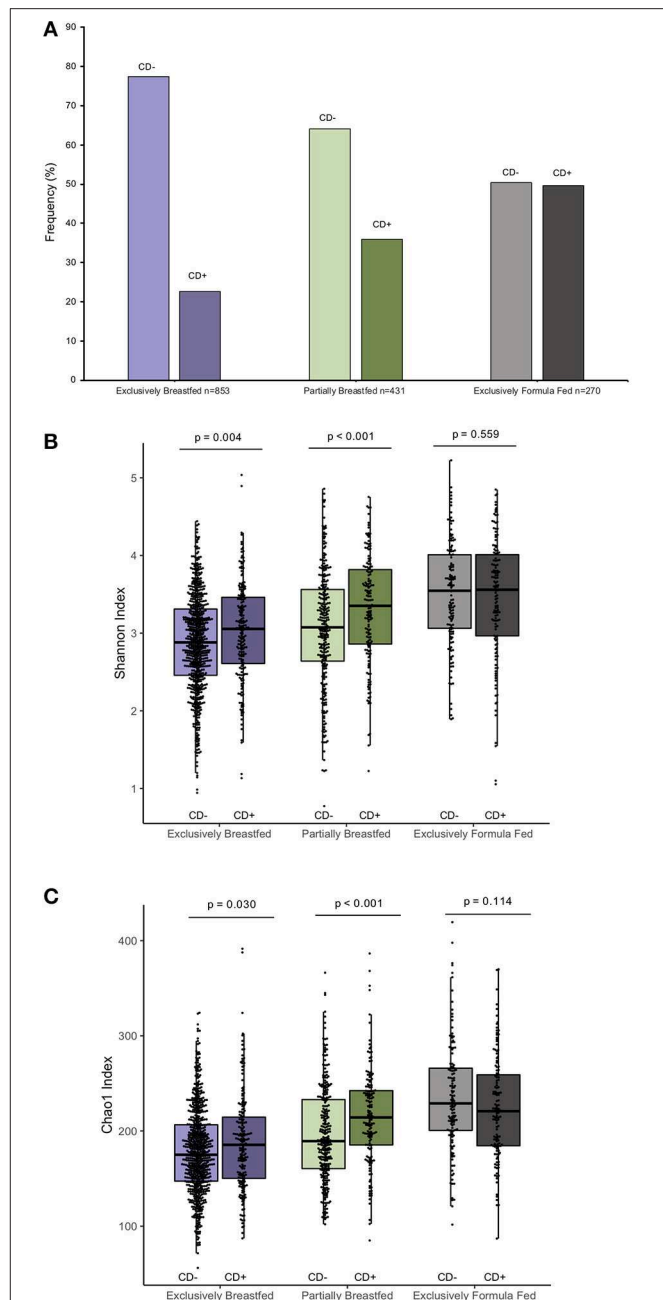 A
90
80
70
60
50
40
30
20
10
0
Frequency (%)
CD-
CD+
CD-
CD+
CD-
CD+
Exclusively Breastfed n=853
Partially Breastfed n=431
Exclusively Formula Fed n=270
B
p = 0.004
p < 0.001
p = 0.559
5
4
3
2
1
Shannon Index
CD-
CD+
CD-
CD+
CD-
CD+
Exclusively Breastfed
Partially Breastfed
Exclusively Formula Fed
C
p = 0.030
p < 0.001
p = 0.114
400
300
200
100
Chao1 Index
CD-
CD+
CD-
CD+
CD-
CD+
Exclusively Breastfed
Partially Breastfed
Exclusively Formula Fed